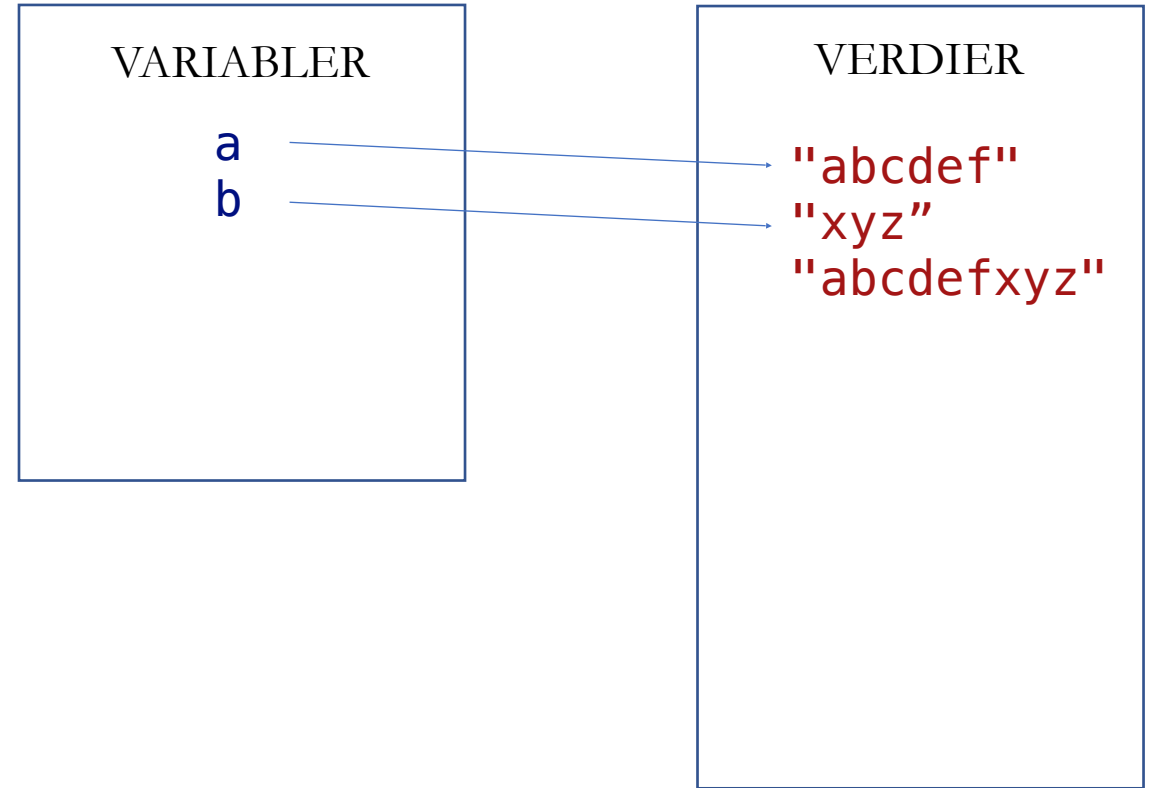 VARIABLER
a
b
VERDIER
"abcdef"
"xyz”
"abcdefxyz"